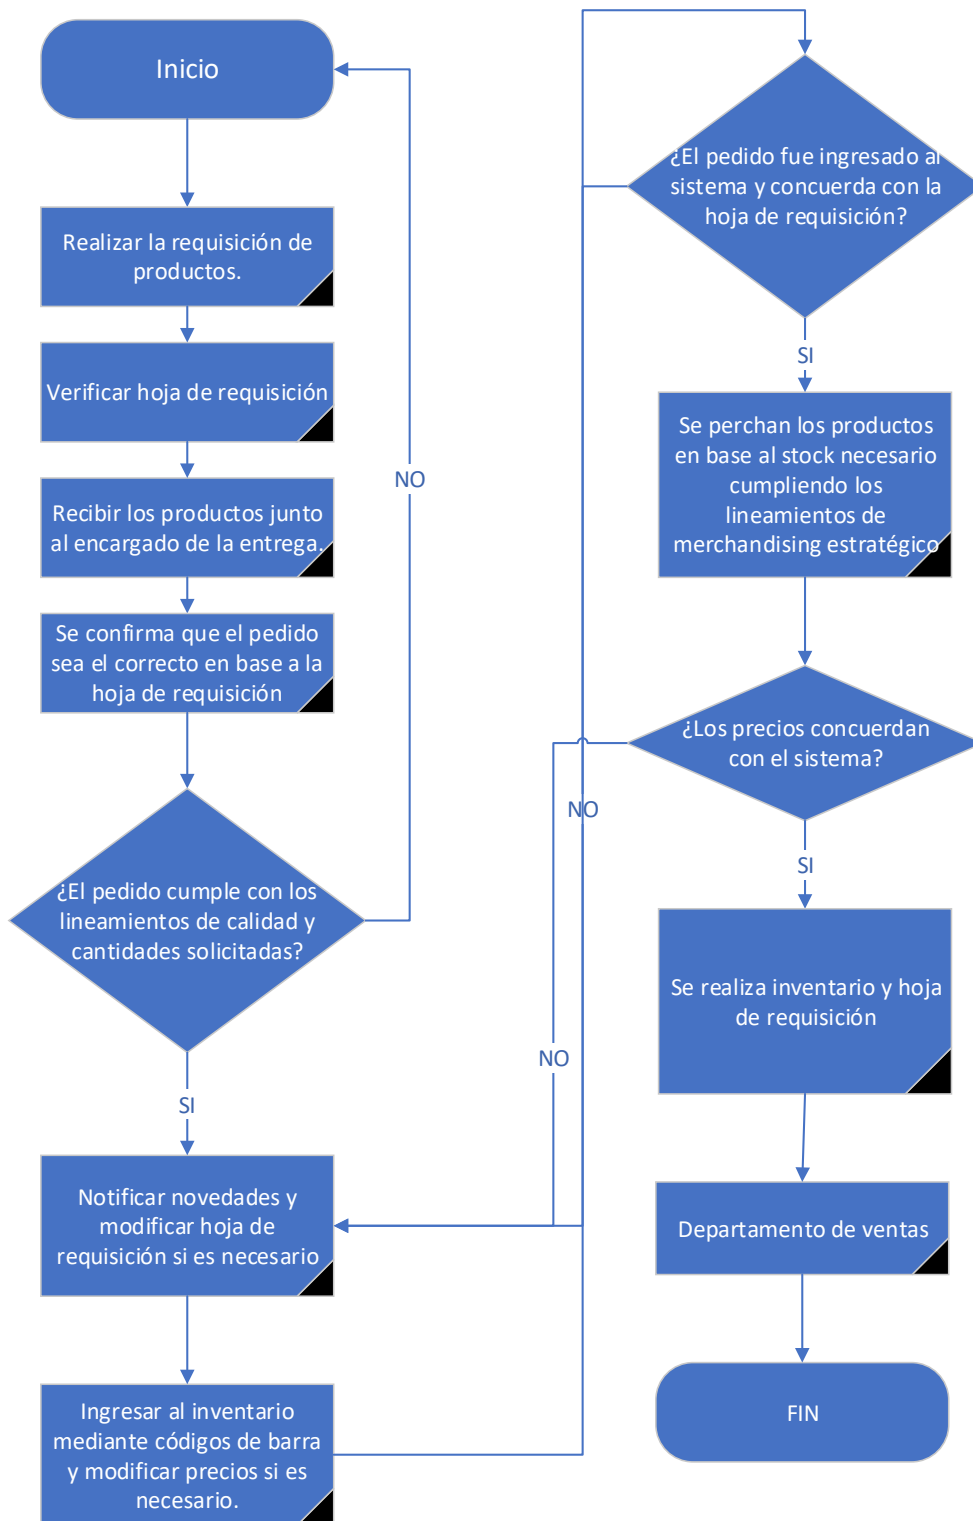 Inicio
Realizar la requisición de
productos.
Verificar hoja de requisición
Recibir los productos junto
al encargado de la entrega.
Se confirma que el pedido
sea el correcto en base a la
hoja de requisición
¿El pedido cumple con los
lineamientos de calidad y
cantidades solicitadas?
NO
SI
Notificar novedades y
modificar hoja de
requisición si es necesario
Ingresar al inventario
mediante códigos de barra
y modificar precios si es
necesario.
¿El pedido fue ingresado al
sistema y concuerda con la
hoja de requisición?
NO
SI
Se perchan los productos
en base al stock necesario
cumpliendo los
lineamientos de
merchandising estratégico
¿Los precios concuerdan
con el sistema?
NO
SI
Se realiza inventario y hoja
de requisición
Departamento de ventas
FIN